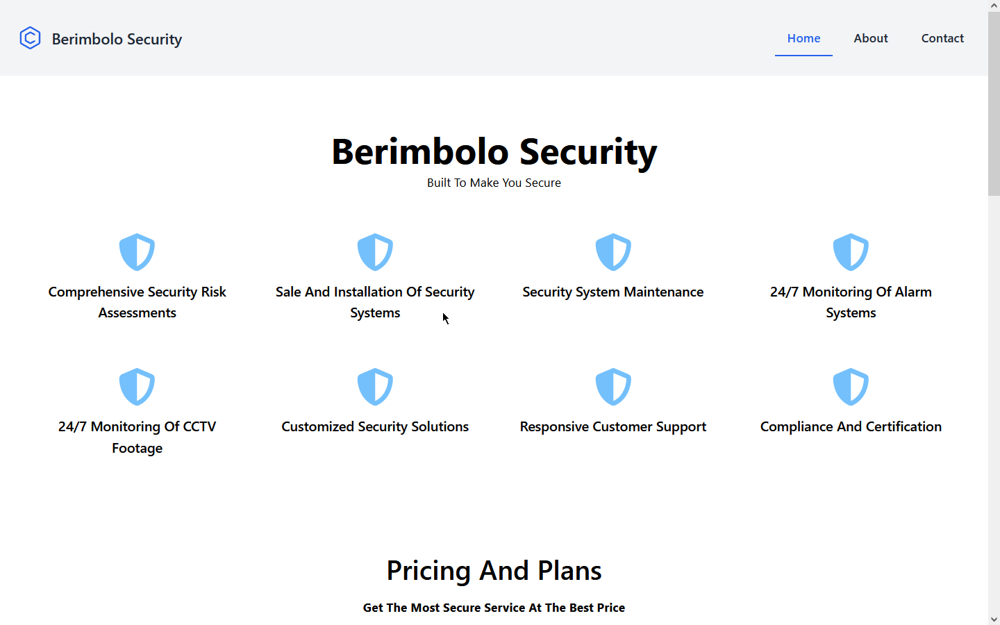 Berimbolo Security
Home
About
Contact
Berimbolo Security
Built To Make You Secure
Comprehensive Security Risk
Assessments
Sale And Installation Of Security
Systems
Security System Maintenance
24/7 Monitoring Of Alarm
Systems
24/7 Monitoring Of CCTV
Footage
Customized Security Solutions
Responsive Customer Support
Compliance And Certification
Pricing And Plans
Get The Most Secure Service At The Best Price